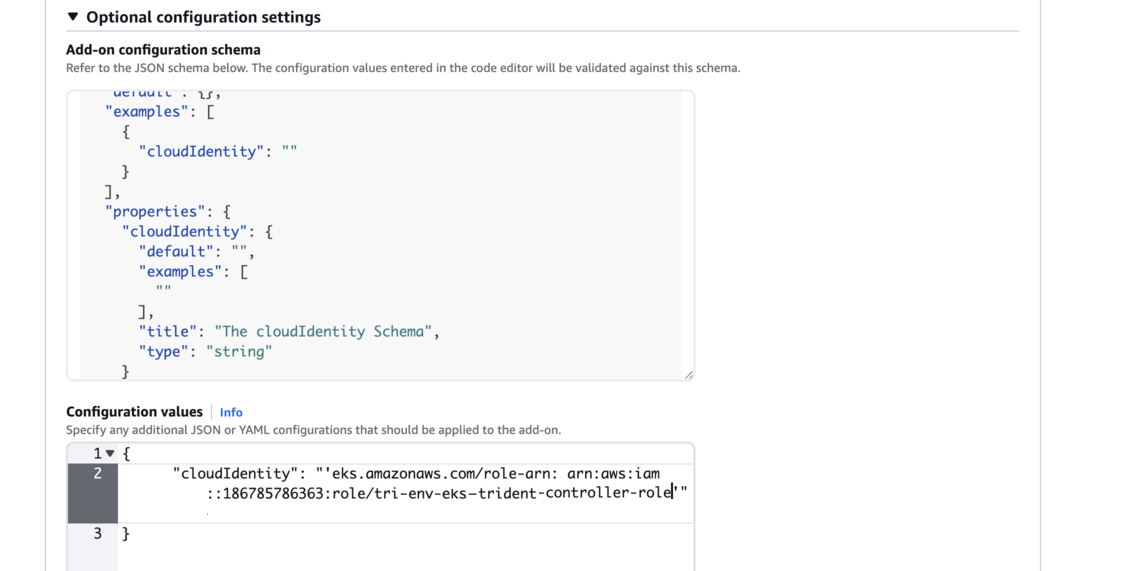 ▼ Optional configuration settings
Add-on configuration schema
Refer to the JSON schema below. The configuration values entered in the code editor will be validated against this schema.
"default": {},
"examples": [
{
"cloudIdentity": ""
}
],
"properties": {
"cloudIdentity": {
"default": "",
"examples": [
""
],
"title": "The cloudIdentity Schema",
"type": "string"
}
Configuration values | Info
Specify any additional JSON or YAML configurations that should be applied to the add-on.
1 ▼ {
2 "cloudIdentity": "'eks.amazonaws.com/role-arn: arn:aws:iam
::186785786363:role/tri-env-eks-trident-controller-role'"
3 }